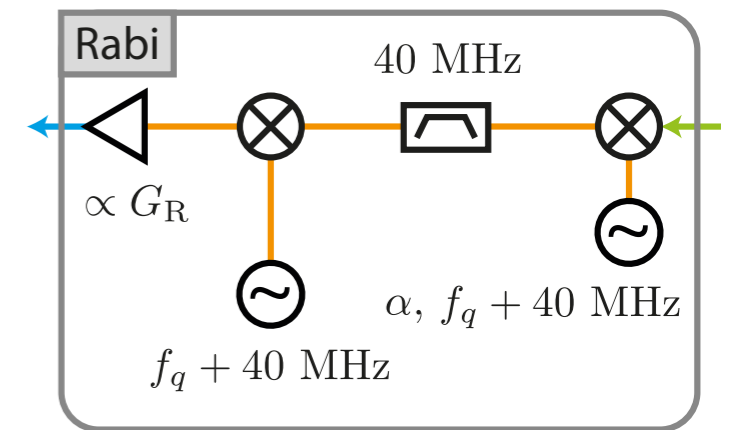 Rabi
40 MHz
∝ G_R
α, f_q + 40 MHz
f_q + 40 MHz